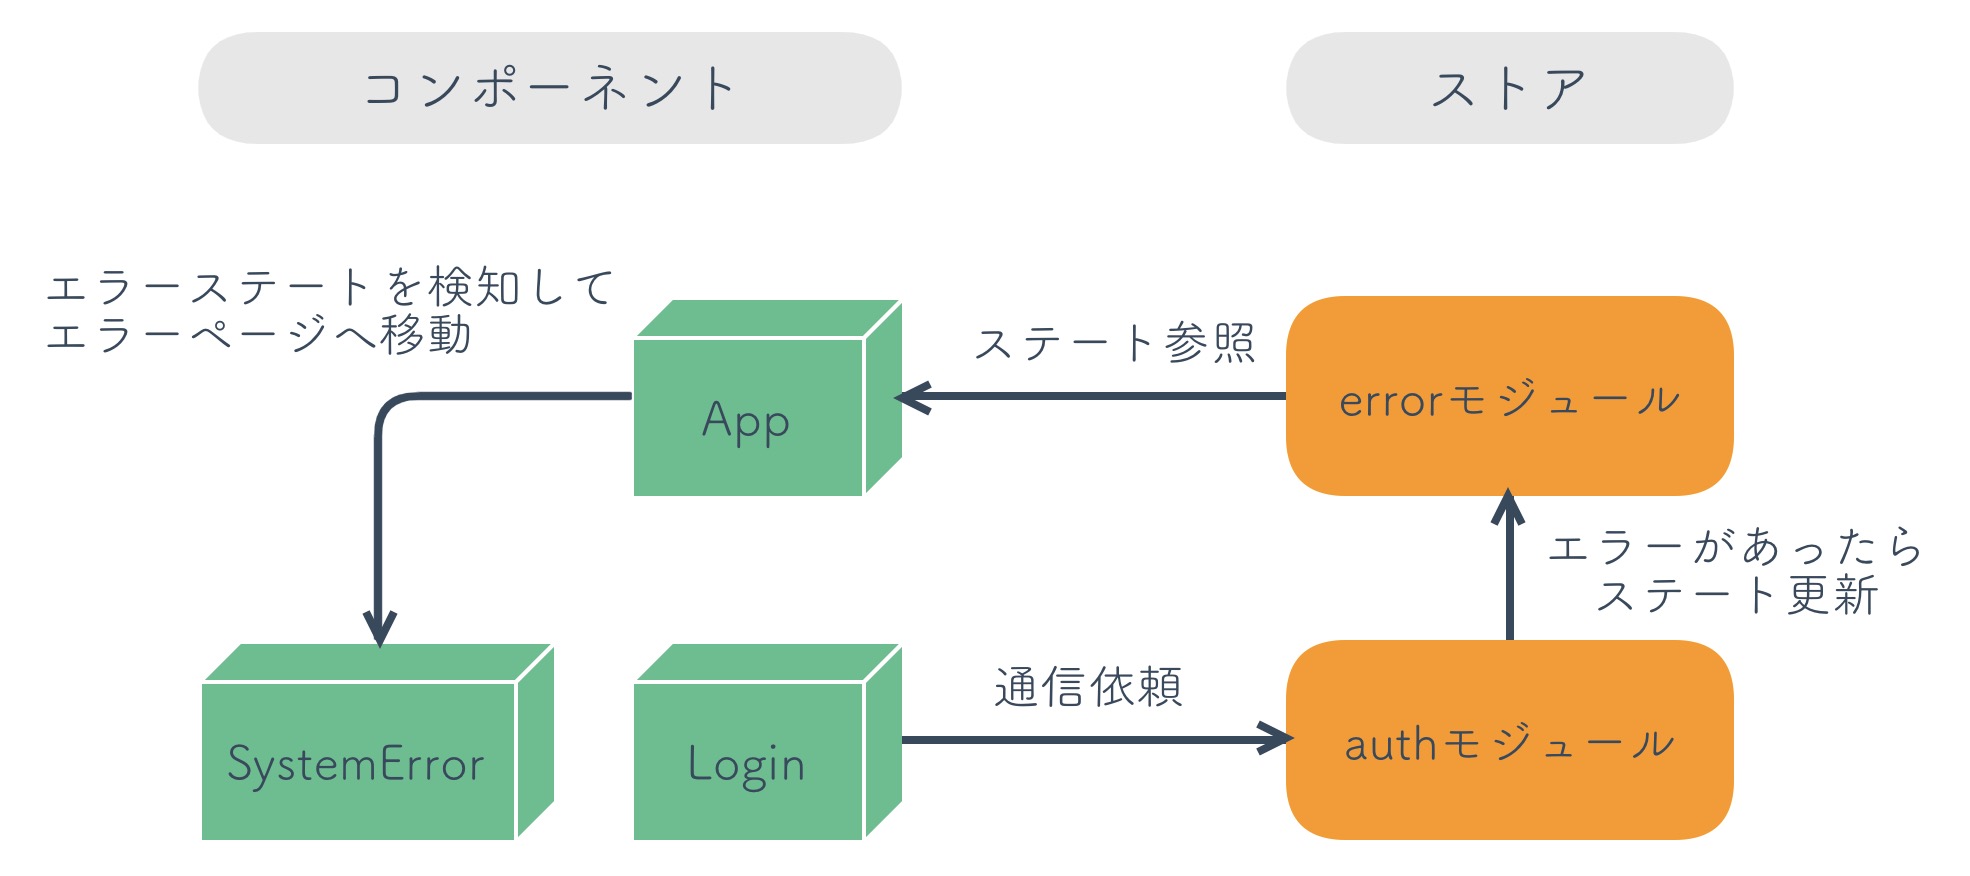 コンポーネント
ストア
エラーステートを検知して
エラーページへ移動
ステート参照
App
errorモジュール
エラーがあったら
ステート更新
通信依頼
SystemError
Login
authモジュール